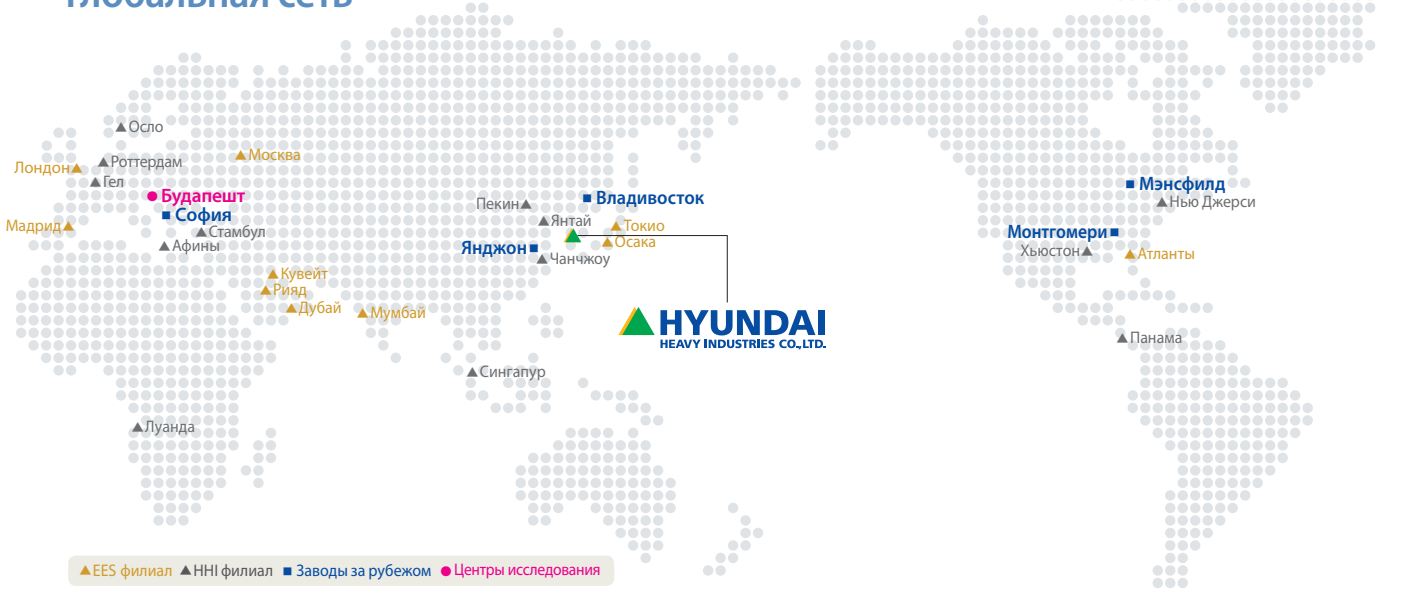 Глобальная сеть
Осло
Москва
Роттердам
Лондон
Гел
Будапешт
София
Мадрид
Стамбул
Афины
Кувейт
Рияд
Дубай
Мумбай
Пекин
Владивосток
Янтай
Токио
Осака
Янджон
Чанчжоу
Сингапур
Луанда
HYUNDAI
HEAVY INDUSTRIES CO.,LTD.
Мэнсфилд
Нью Джерси
Монтгомери
Хьюстон
Атланты
Панама
EES филиал HHI филиал Заводы за рубежом Центры исследования